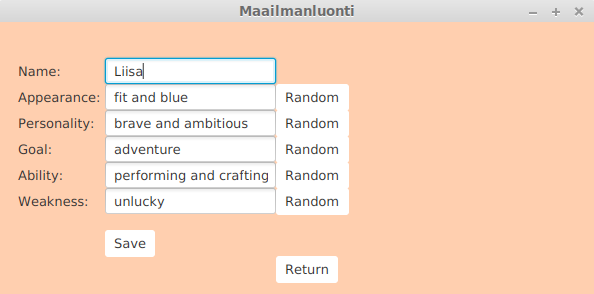 Maailmanluonti
Name: Liisa
Appearance: fit and blue Random
Personality: brave and ambitious Random
Goal: adventure Random
Ability: performing and crafting Random
Weakness: unlucky Random
Save
Return